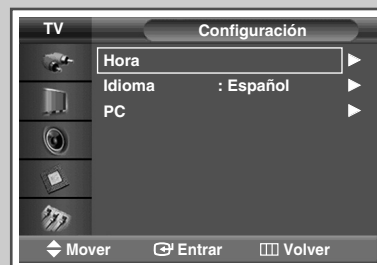 TV Configuración
Hora
Idioma : Español
PC
Mover Entrar Volver